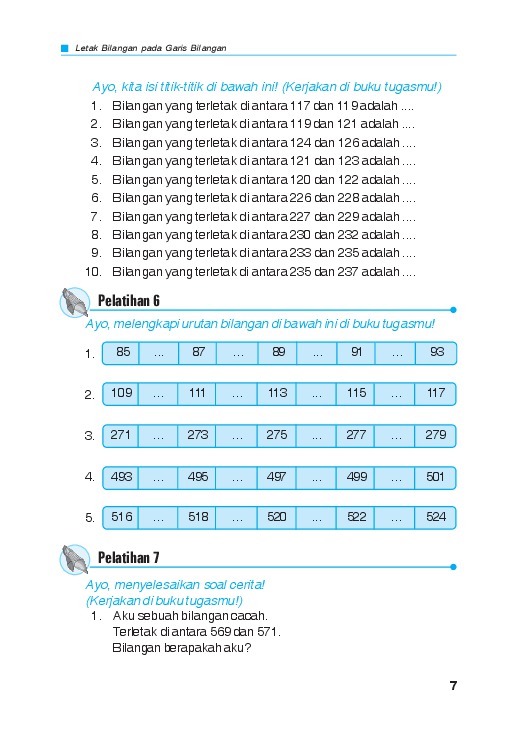 Letak Bilangan pada Garis Bilangan
Ayo, kita isi titik-titik di bawah ini! (Kerjakan di buku tugasmu!)
1. Bilangan yang terletak di antara 117 dan 119 adalah ....
2. Bilangan yang terletak di antara 119 dan 121 adalah ....
3. Bilangan yang terletak di antara 124 dan 126 adalah ....
4. Bilangan yang terletak di antara 121 dan 123 adalah ....
5. Bilangan yang terletak di antara 120 dan 122 adalah ....
6. Bilangan yang terletak di antara 226 dan 228 adalah ....
7. Bilangan yang terletak di antara 227 dan 229 adalah ....
8. Bilangan yang terletak di antara 230 dan 232 adalah ....
9. Bilangan yang terletak di antara 233 dan 235 adalah ....
10. Bilangan yang terletak di antara 235 dan 237 adalah ....
Pelatihan 6
Ayo, melengkapi urutan bilangan di bawah ini di buku tugasmu!
1. 85 ... 87 ... 89 ... 91 ... 93
2. 109 ... 111 ... 113 ... 115 ... 117
3. 271 ... 273 ... 275 ... 277 ... 279
4. 493 ... 495 ... 497 ... 499 ... 501
5. 516 ... 518 ... 520 ... 522 ... 524
Pelatihan 7
Ayo, menyelesaikan soal cerita!
(Kerjakan di buku tugasmu!)
1. Aku sebuah bilangan cacah.
Terletak di antara 569 dan 571.
Bilangan berapakah aku?
7